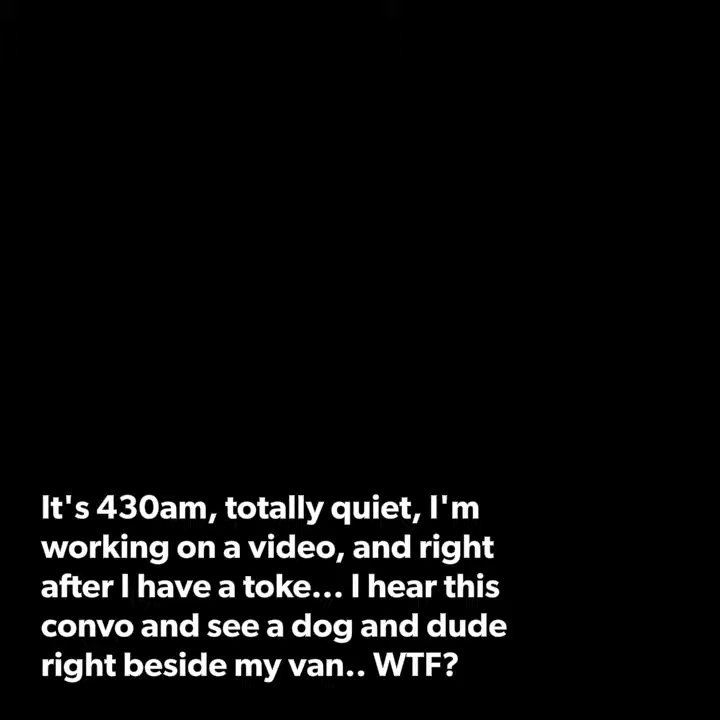 It's 430am, totally quiet, I'm
working on a video, and right
after I have a toke... I hear this
convo and see a dog and dude
right beside my van.. WTF?